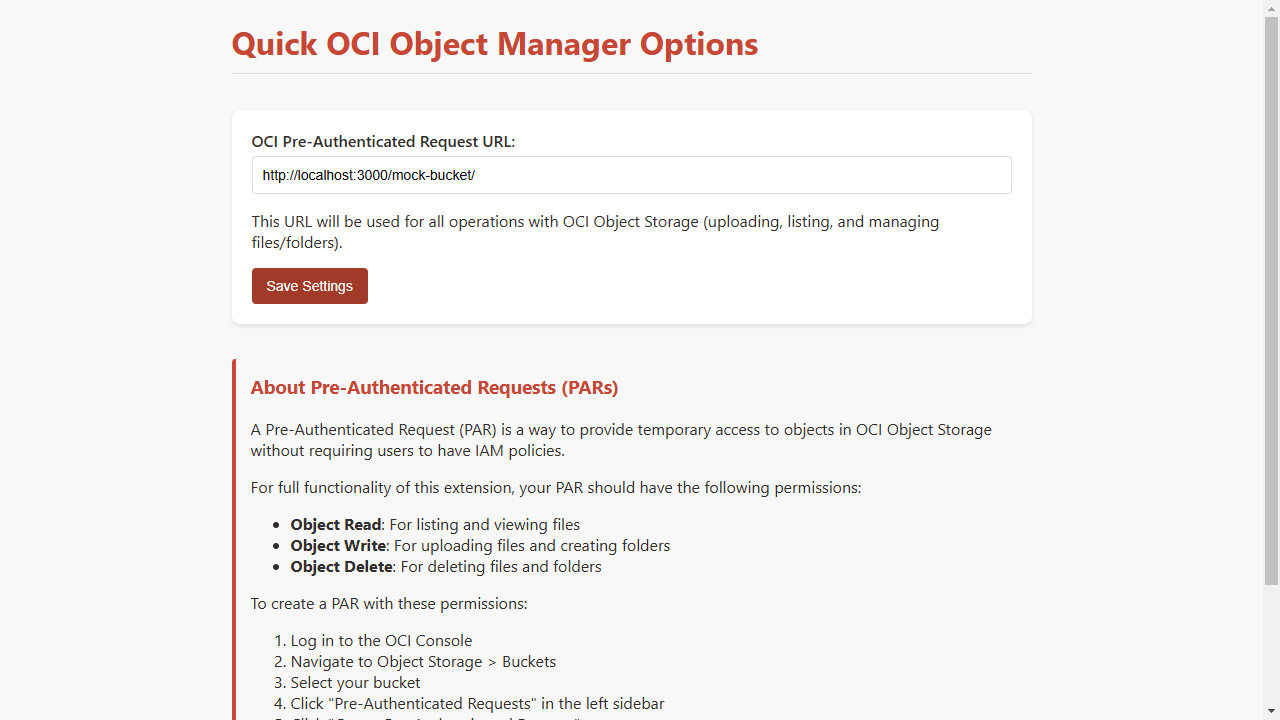 Quick OCI Object Manager Options
OCI Pre-Authenticated Request URL:
http://localhost:3000/mock-bucket/
This URL will be used for all operations with OCI Object Storage (uploading, listing, and managing
files/folders).
Save Settings
About Pre-Authenticated Requests (PARs)
A Pre-Authenticated Request (PAR) is a way to provide temporary access to objects in OCI Object Storage
without requiring users to have IAM policies.
For full functionality of this extension, your PAR should have the following permissions:
• Object Read: For listing and viewing files
• Object Write: For uploading files and creating folders
• Object Delete: For deleting files and folders
To create a PAR with these permissions:
1. Log in to the OCI Console
2. Navigate to Object Storage > Buckets
3. Select your bucket
4. Click "Pre-Authenticated Requests" in the left sidebar